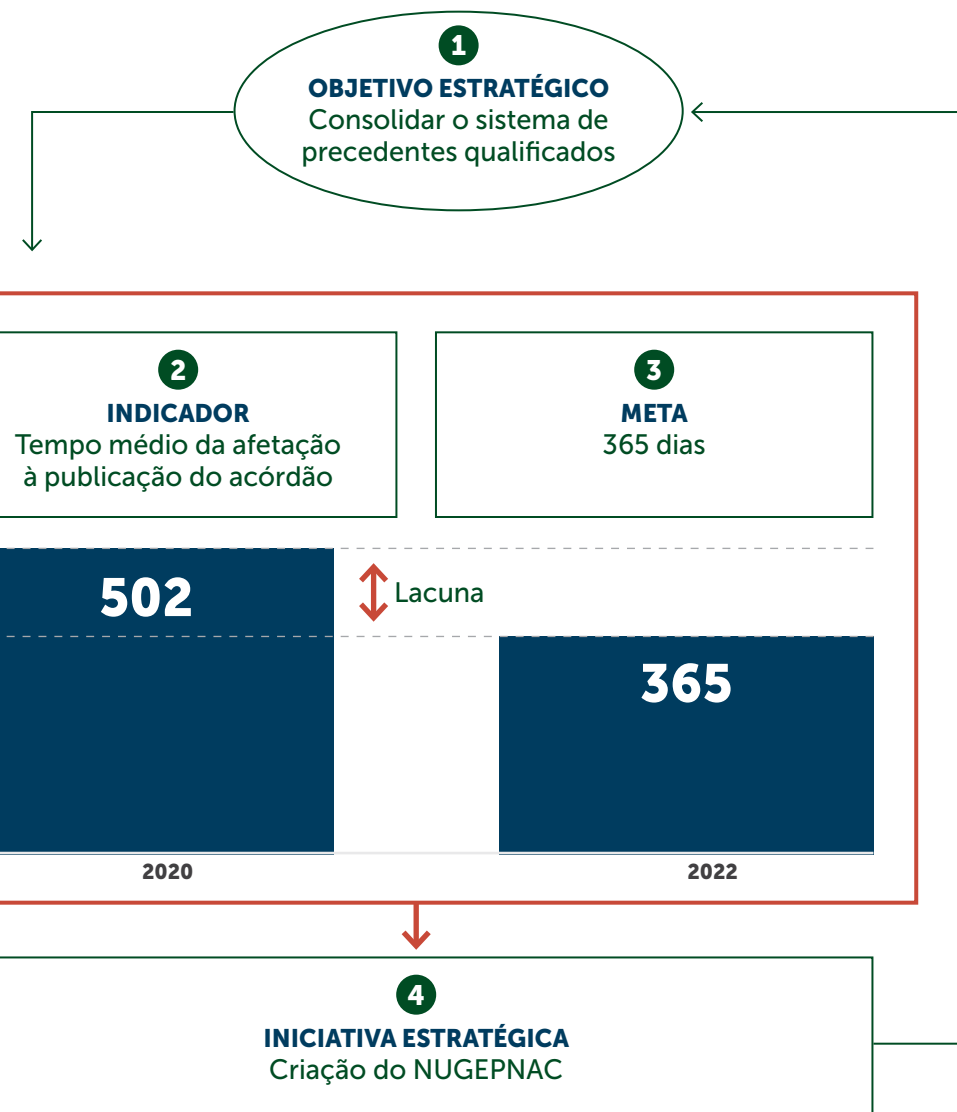 1
OBJETIVO ESTRATÉGICO
Consolidar o sistema de
precedentes qualificados
2
INDICADOR
Tempo médio da afetação
à publicação do acórdão
3
META
365 dias
502
Lacuna
365
2020
2022
4
INICIATIVA ESTRATÉGICA
Criação do NUGEPNAC